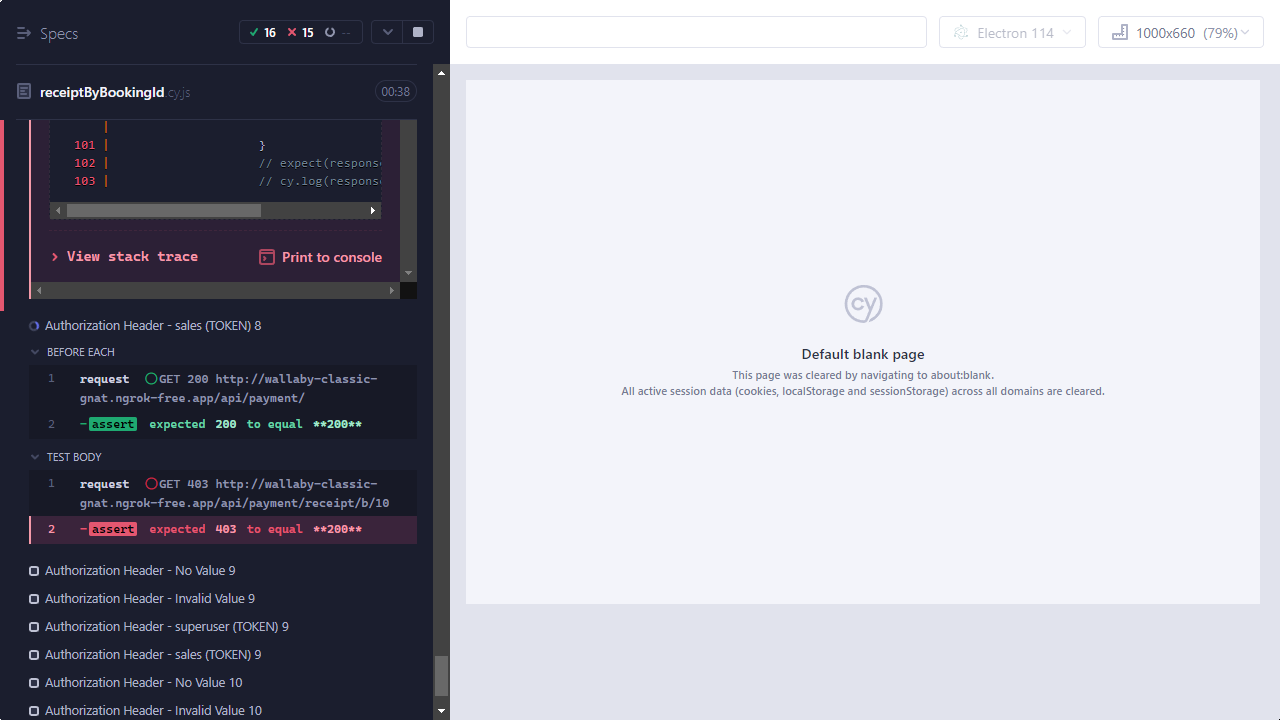 Specs
16 15 --
Electron 114
1000x660 (79%)
receiptByBookingId.cy.js
00:38
|
101 | }
102 | // expect(respons
103 | // cy.log(respons
> View stack trace
Print to console
Authorization Header - sales (TOKEN) 8
BEFORE EACH
1 request GET 200 http://wallaby-classic-
gnat.ngrok-free.app/api/payment/
2 -assert expected 200 to equal **200**
TEST BODY
1 request GET 403 http://wallaby-classic-
gnat.ngrok-free.app/api/payment/receipt/b/10
2 -assert expected 403 to equal **200**
Authorization Header - No Value 9
Authorization Header - Invalid Value 9
Authorization Header - superuser (TOKEN) 9
Authorization Header - sales (TOKEN) 9
Authorization Header - No Value 10
Authorization Header - Invalid Value 10
cy
Default blank page
This page was cleared by navigating to about:blank.
All active session data (cookies, localStorage and sessionStorage) across all domains are cleared.